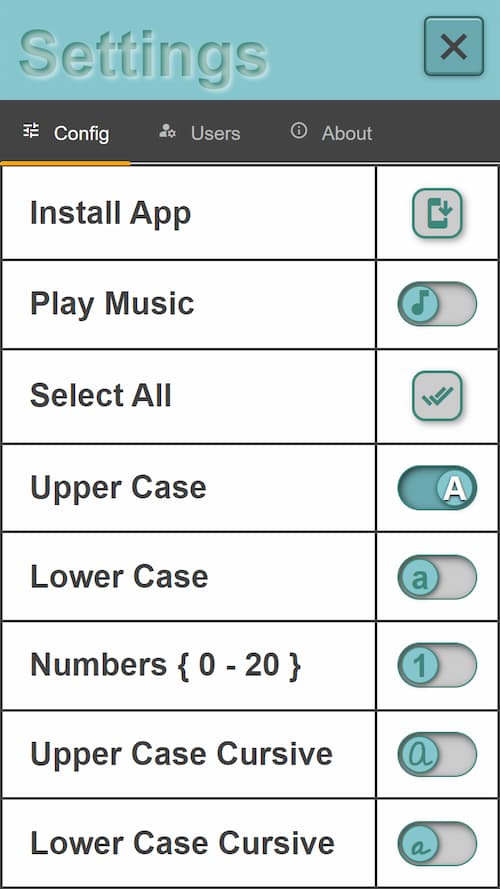 Settings
Config Users About
Install App
Play Music
Select All
Upper Case A
Lower Case a
Numbers { 0 - 20 } 1
Upper Case Cursive a
Lower Case Cursive a